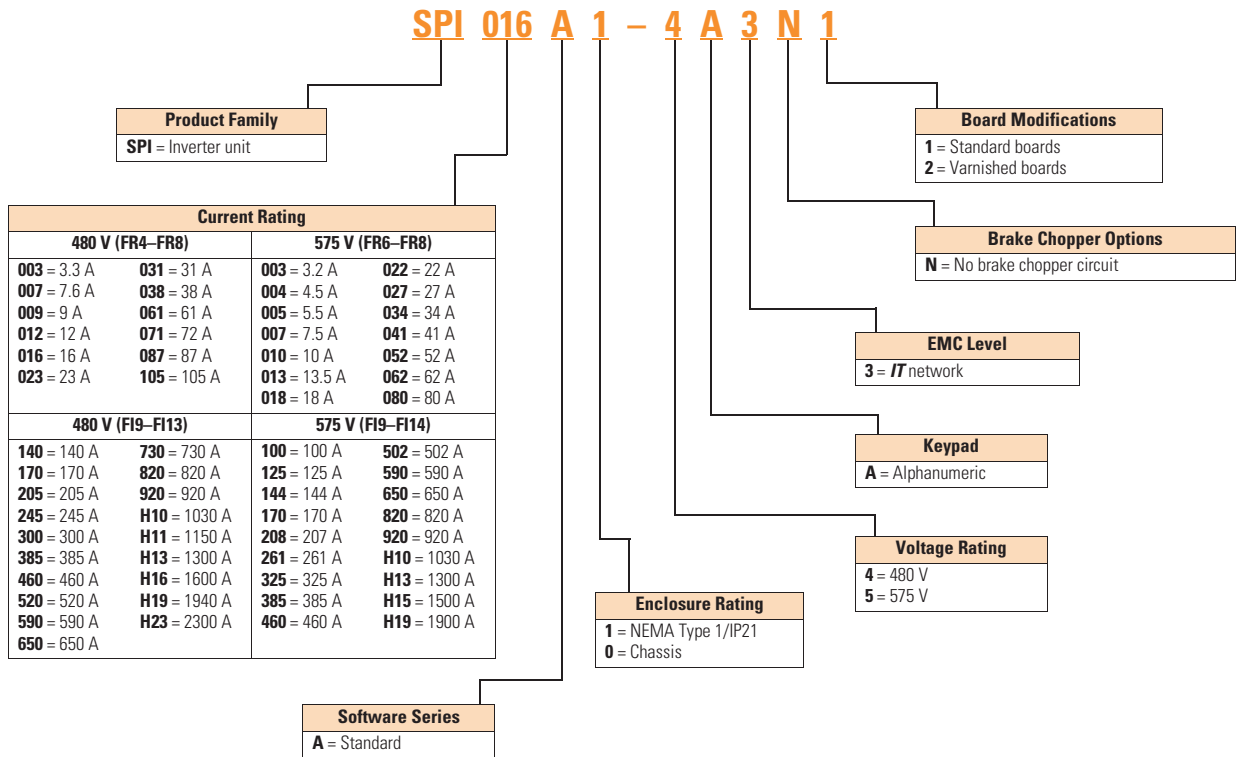 SPI 016 A 1 – 4 A 3 N 1
Product Family
SPI = Inverter unit
Board Modifications
1 = Standard boards
2 = Varnished boards
Current Rating
480 V (FR4–FR8) 575 V (FR6–FR8)
003 = 3.3 A 031 = 31 A 003 = 3.2 A 022 = 22 A
007 = 7.6 A 038 = 38 A 004 = 4.5 A 027 = 27 A
009 = 9 A 061 = 61 A 005 = 5.5 A 034 = 34 A
012 = 12 A 071 = 72 A 007 = 7.5 A 041 = 41 A
016 = 16 A 087 = 87 A 010 = 10 A 052 = 52 A
023 = 23 A 105 = 105 A 013 = 13.5 A 062 = 62 A
018 = 18 A 080 = 80 A
480 V (FI9–FI13) 575 V (FI9–FI14)
140 = 140 A 730 = 730 A 100 = 100 A 502 = 502 A
170 = 170 A 820 = 820 A 125 = 125 A 590 = 590 A
205 = 205 A 920 = 920 A 144 = 144 A 650 = 650 A
245 = 245 A H10 = 1030 A 170 = 170 A 820 = 820 A
300 = 300 A H11 = 1150 A 208 = 207 A 920 = 920 A
385 = 385 A H13 = 1300 A 261 = 261 A H10 = 1030 A
460 = 460 A H16 = 1600 A 325 = 325 A H13 = 1300 A
520 = 520 A H19 = 1940 A 385 = 385 A H15 = 1500 A
590 = 590 A H23 = 2300 A 460 = 460 A H19 = 1900 A
650 = 650 A
Brake Chopper Options
N = No brake chopper circuit
EMC Level
3 = IT network
Keypad
A = Alphanumeric
Voltage Rating
4 = 480 V
5 = 575 V
Enclosure Rating
1 = NEMA Type 1/IP21
0 = Chassis
Software Series
A = Standard